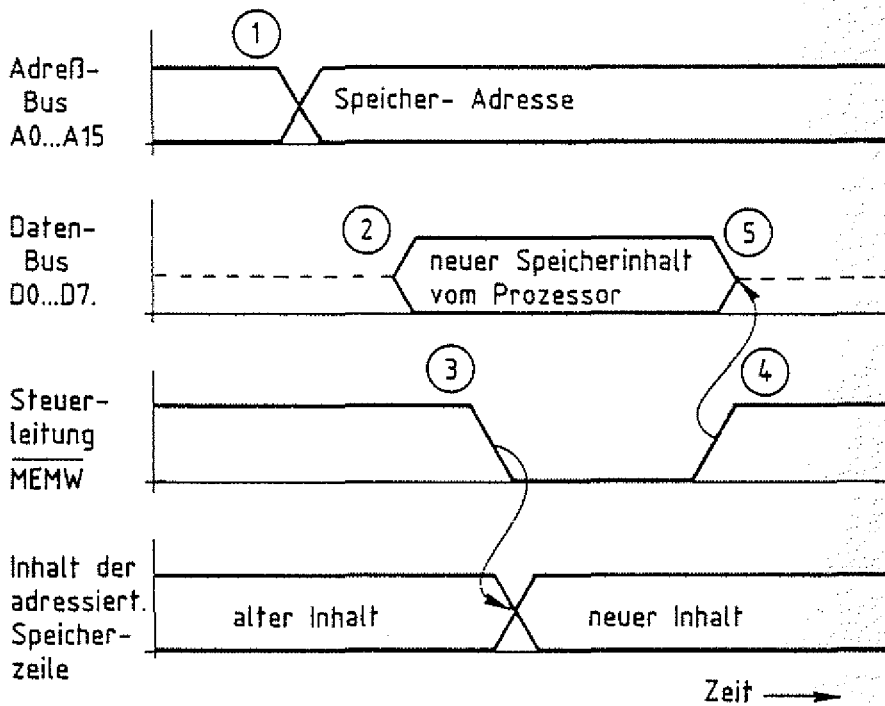 1
Adreß-
Bus
A0...A15
Speicher- Adresse
Daten-
Bus
D0...D7.
2
neuer Speicherinhalt
vom Prozessor
5
Steuer-
leitung
MEMW
3
4
Inhalt der
adressiert.
Speicher-
zeile
alter Inhalt
neuer Inhalt
Zeit